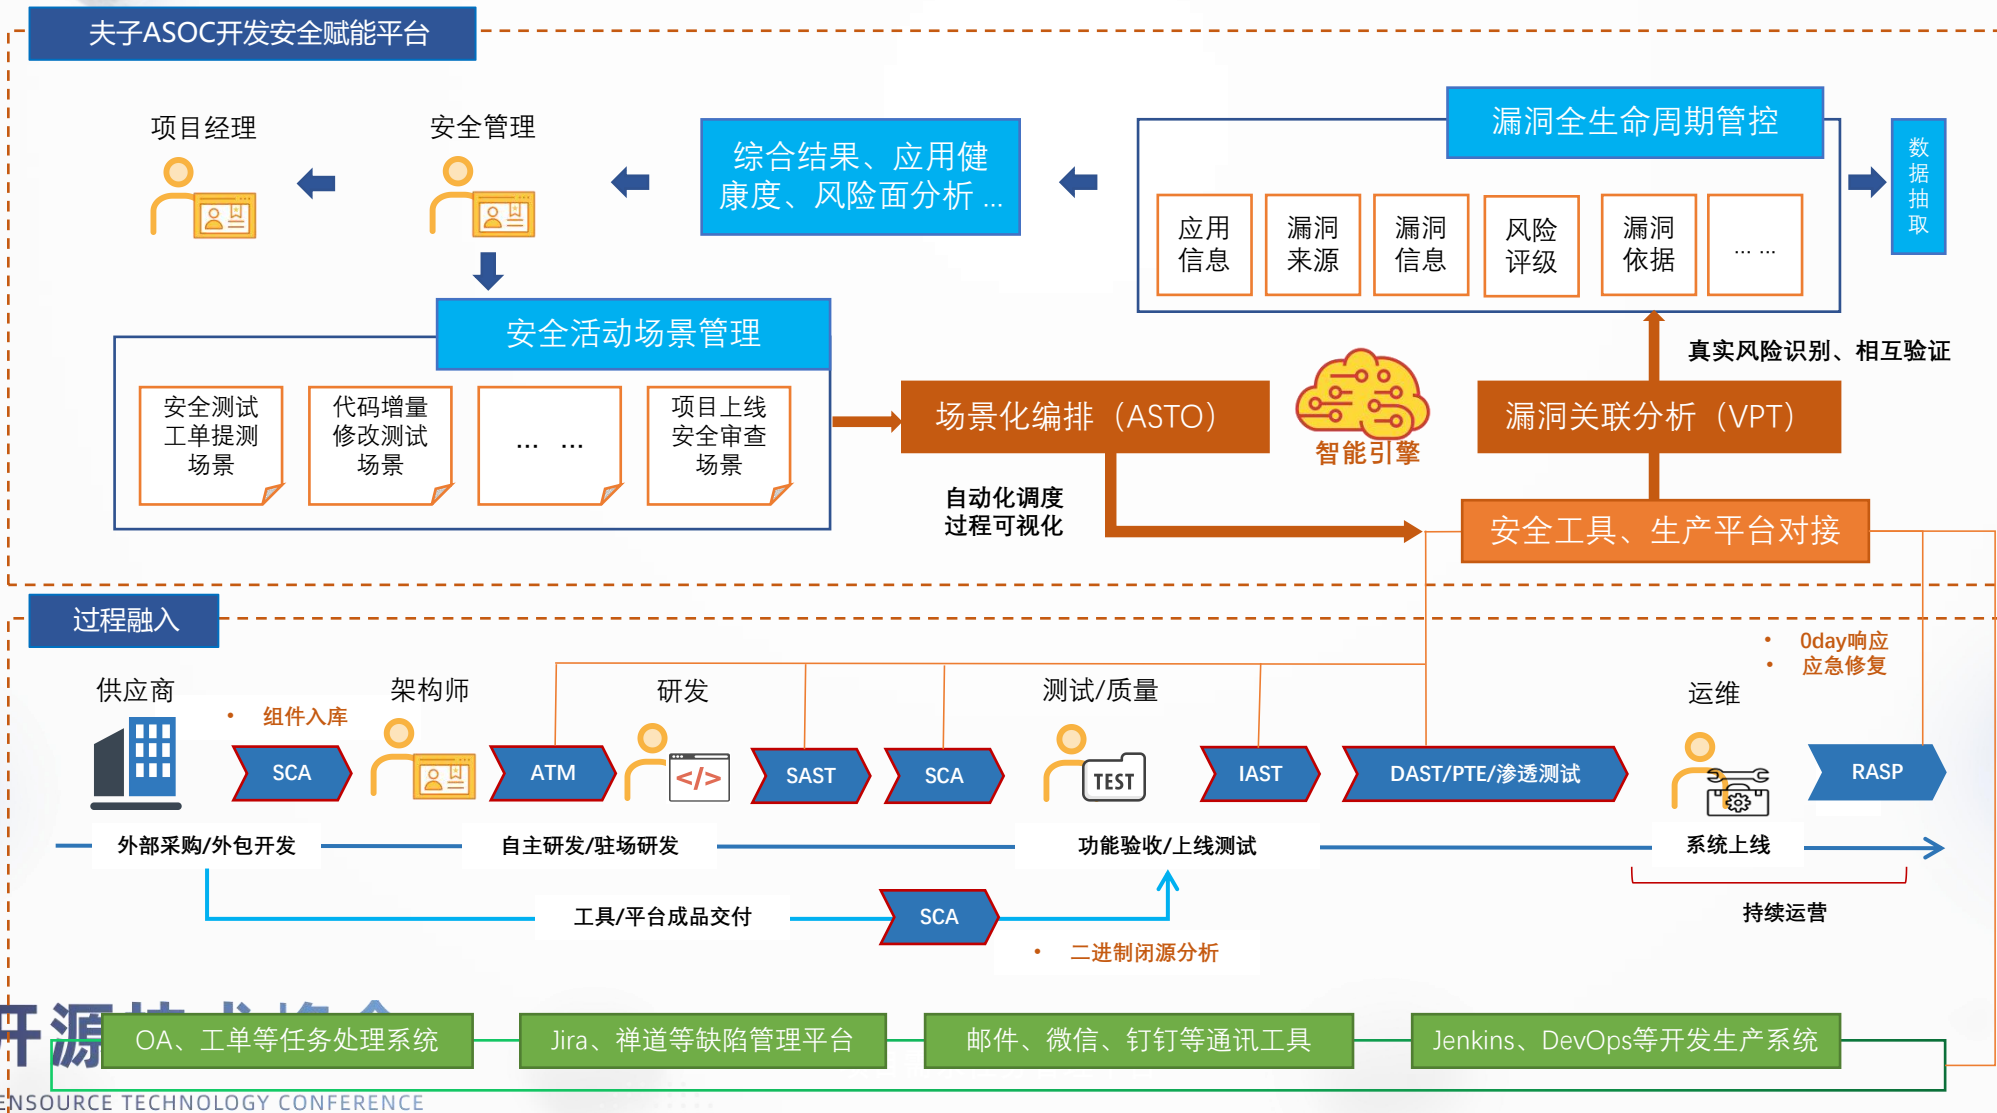 夫子ASOC开发安全赋能平台
项目经理
安全管理
综合结果、应用健
康度、风险面分析 ...
漏洞全生命周期管控
应用
信息
漏洞
来源
漏洞
信息
风险
评级
漏洞
依据
... ...
数
据
抽
取
安全活动场景管理
安全测试
工单提测
场景
代码增量
修改测试
场景
... ...
项目上线
安全审查
场景
场景化编排（ASTO）
智能引擎
漏洞关联分析（VPT）
真实风险识别、相互验证
自动化调度
过程可视化
安全工具、生产平台对接
过程融入
• 0day响应
• 应急修复
供应商
• 组件入库
架构师
研发
测试/质量
运维
SCA
ATM
</>
SAST
SCA
TEST
IAST
DAST/PTE/渗透测试
RASP
外部采购/外包开发
自主研发/驻场研发
功能验收/上线测试
系统上线
工具/平台成品交付
SCA
• 二进制闭源分析
持续运营
开源
OA、工单等任务处理系统
Jira、禅道等缺陷管理平台
邮件、微信、钉钉等通讯工具
Jenkins、DevOps等开发生产系统
ENSOURCE TECHNOLOGY CONFERENCE